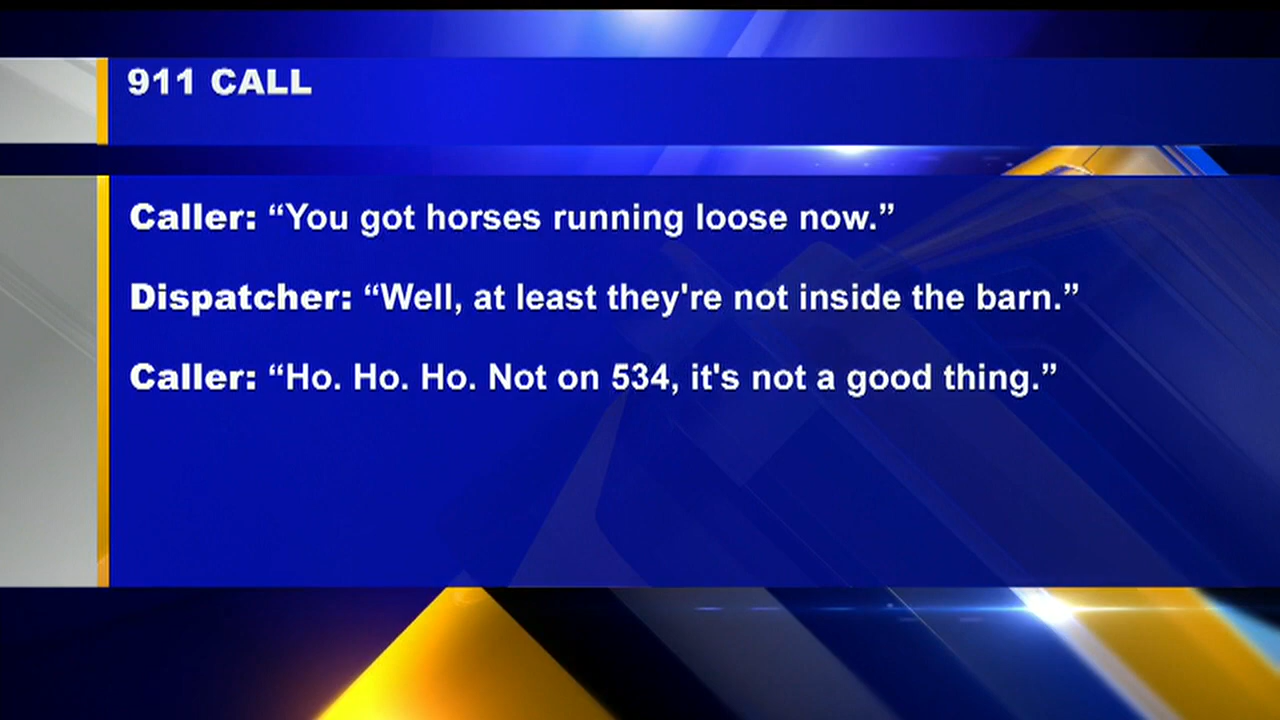 911 CALL
Caller: “You got horses running loose now.”
Dispatcher: “Well, at least they're not inside the barn.”
Caller: “Ho. Ho. Ho. Not on 534, it's not a good thing.”